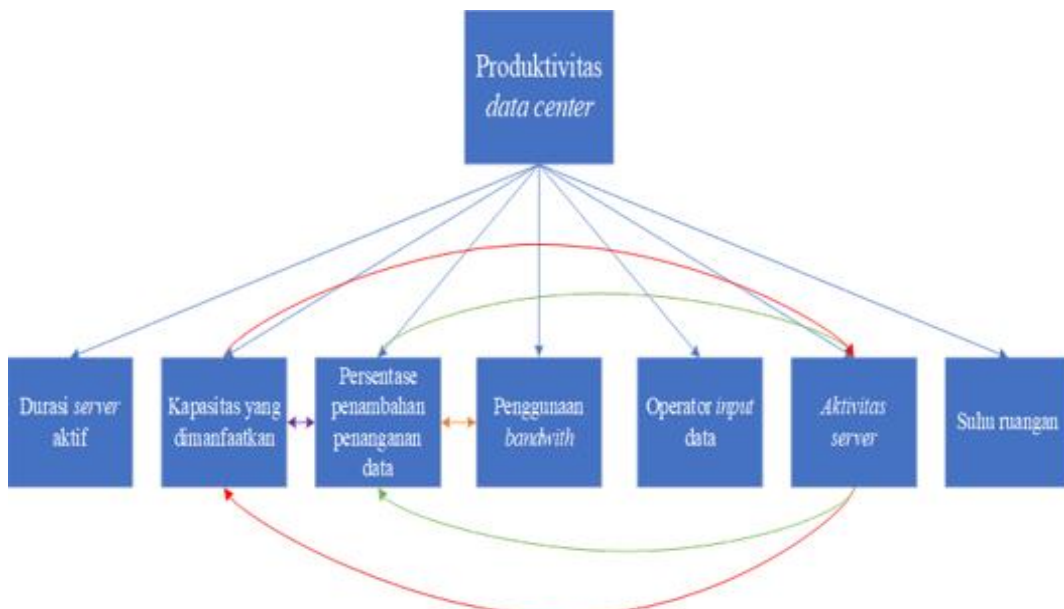 Produktivitas
data center
Durasi server
aktif
Kapasitas yang
dimanfaatkan
Persentase
penambahan
penanganan
data
Penggunaan
bandwith
Operator input
data
Aktivitas
server
Suhu ruangan